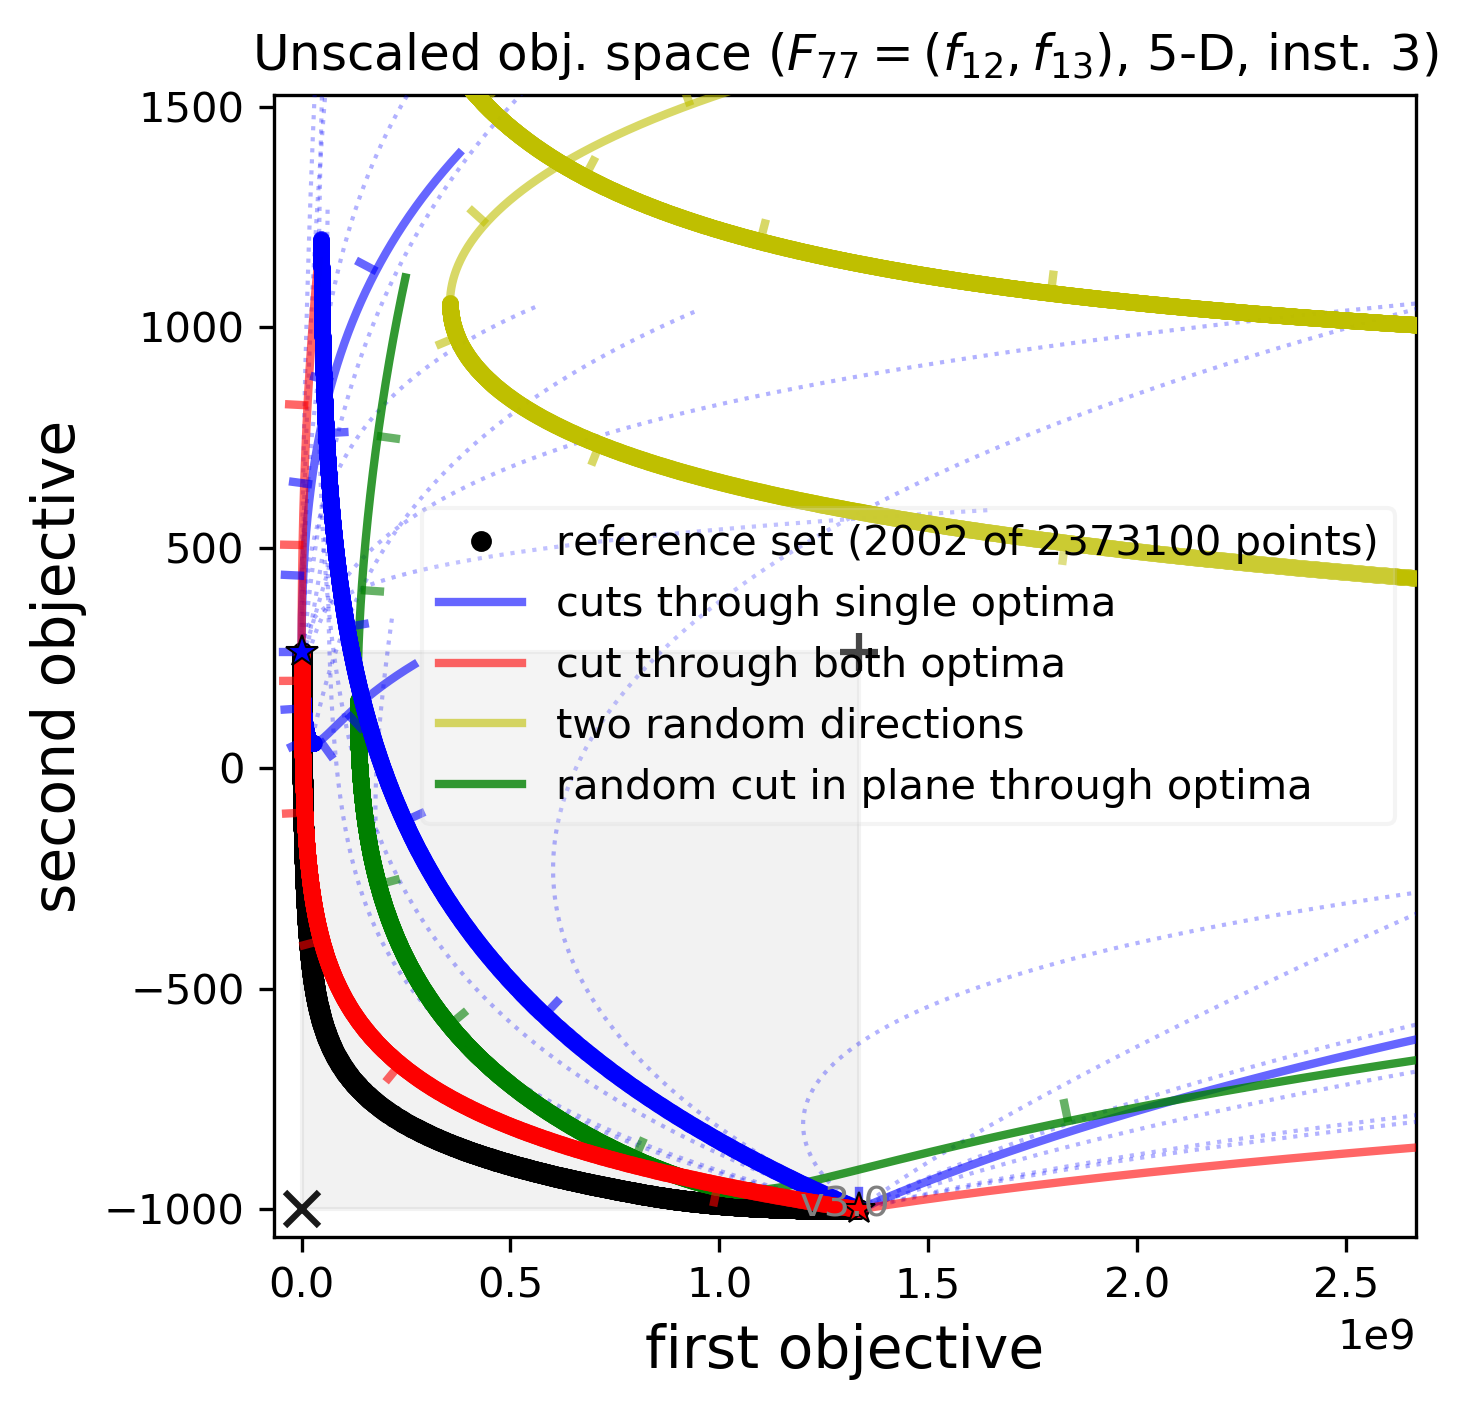 Unscaled obj. space (F₇₇ = (f₁₂, f₁₃), 5-D, inst. 3)
1500
1000
500
0
−500
−1000
second objective
reference set (2002 of 2373100 points)
cuts through single optima
cut through both optima
two random directions
random cut in plane through optima
v3.0
0.0 0.5 1.0 1.5 2.0 2.5
1e9
first objective